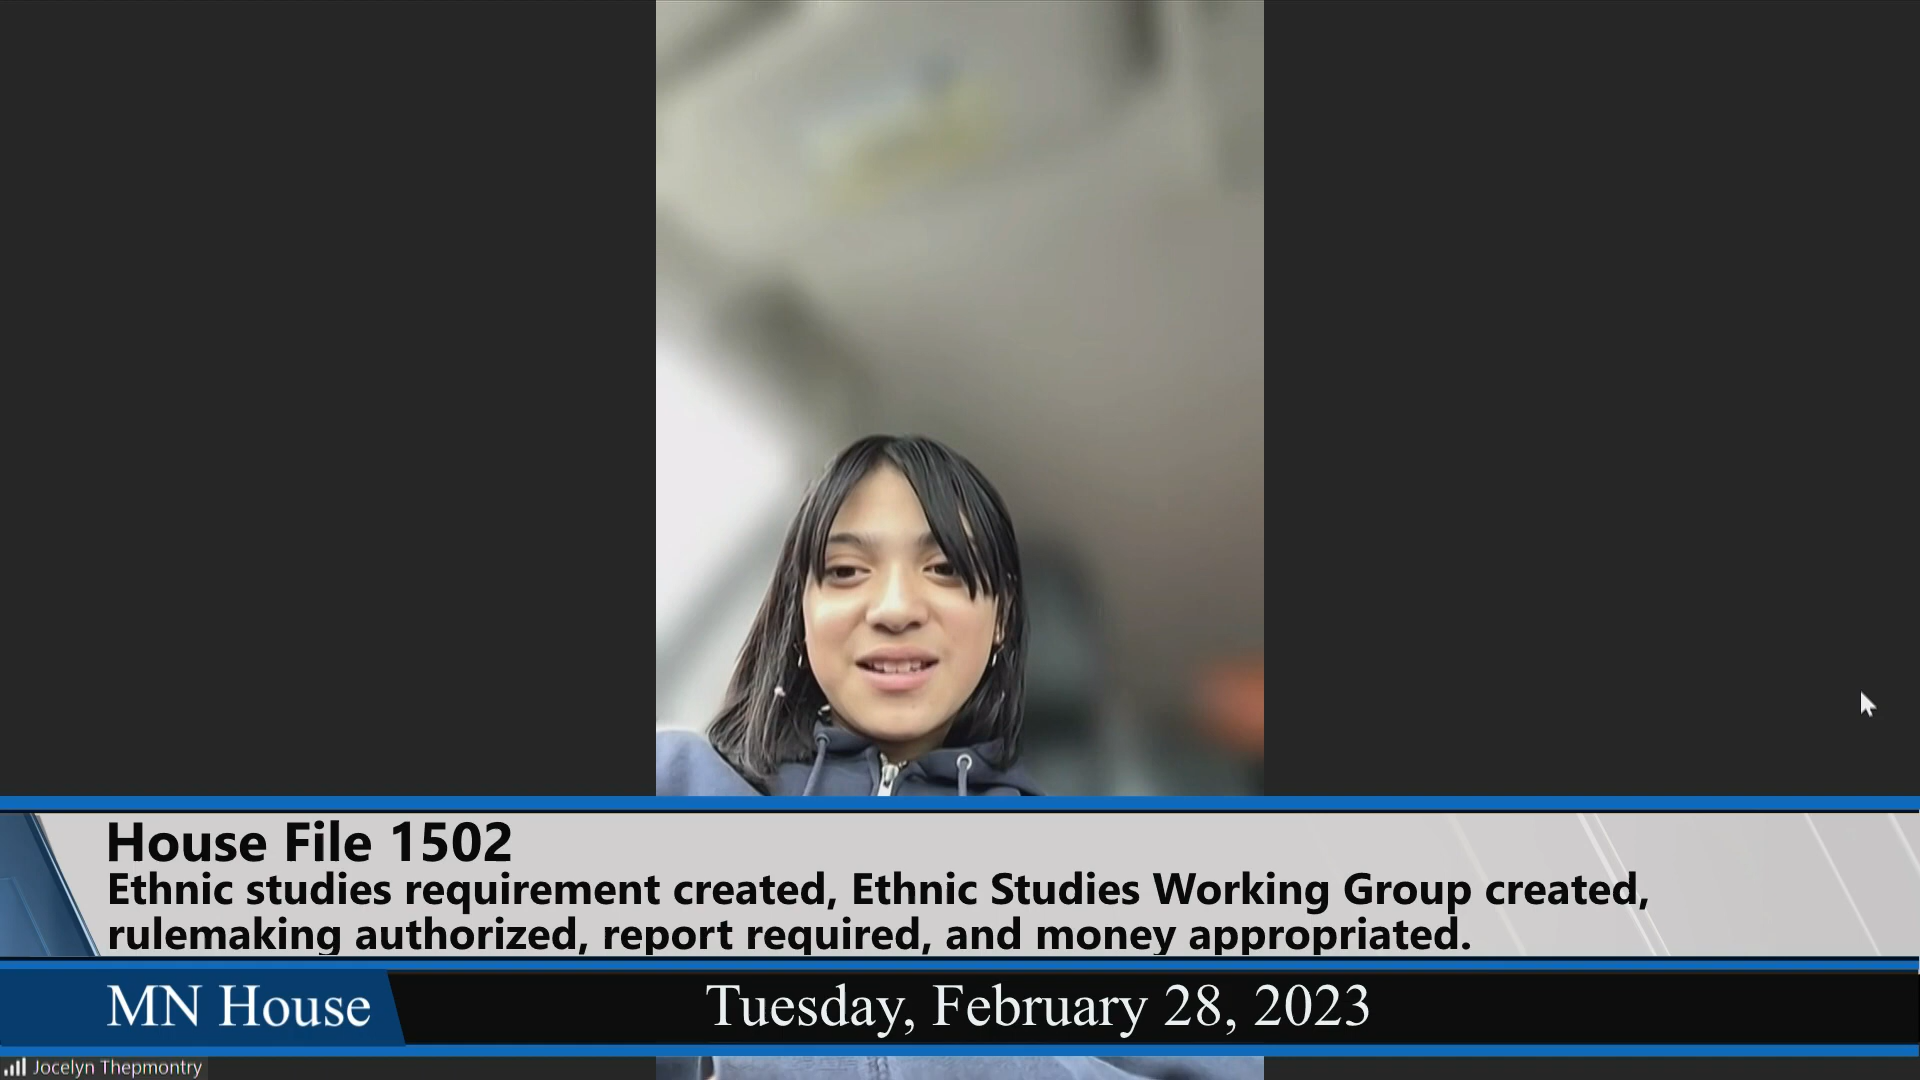 House File 1502
Ethnic studies requirement created, Ethnic Studies Working Group created,
rulemaking authorized, report required, and money appropriated.
MN House
Tuesday, February 28, 2023
Jocelyn Thepmontry